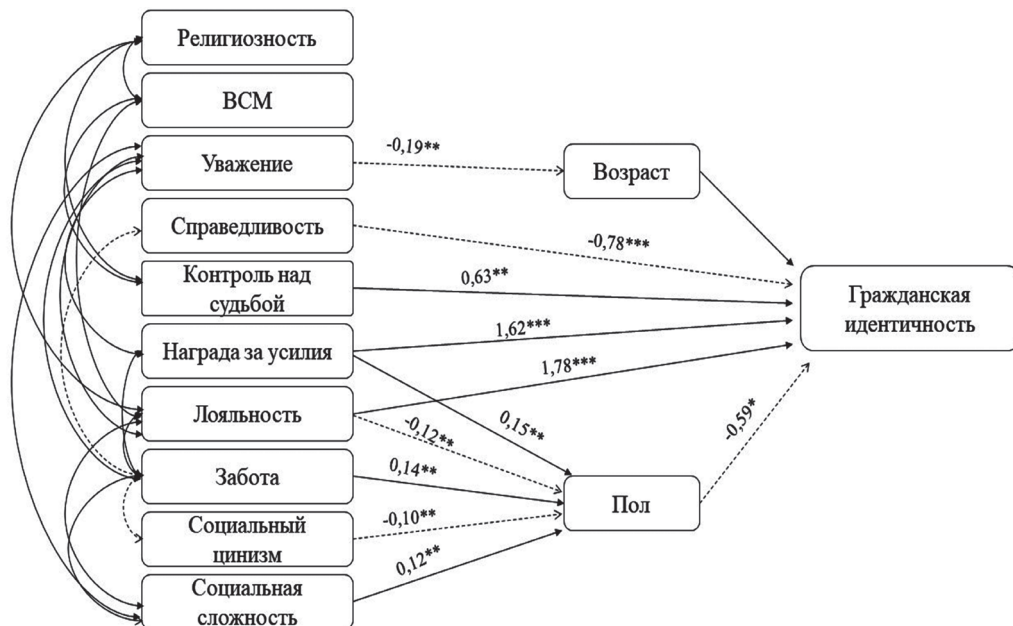 Религиозность
ВСМ
Уважение
-0,19**
Возраст
Справедливость
-0,78***
Контроль над
судьбой
0,63**
Гражданская
идентичность
Награда за усилия
1,62***
1,78***
Лояльность
0,15**
-0,12**
-0,59*
Забота
0,14**
Пол
Социальный
цинизм
-0,10**
Социальная
сложность
0,12**